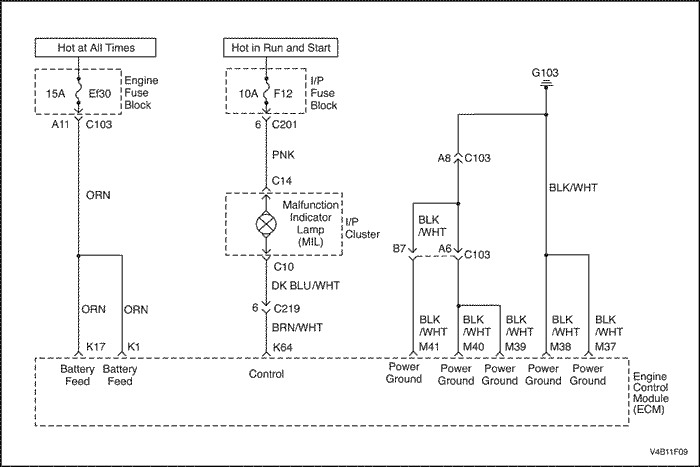 Hot at All Times
Hot in Run and Start
G103
15A Ef30
Engine
Fuse
Block
10A F12
I/P
Fuse
Block
A11 C103
6 C201
PNK
A8 C103
BLK/WHT
ORN
C14
Malfunction
Indicator
Lamp
(MIL)
I/P
Cluster
BLK
/WHT
B7 A6 C103
C10
DK BLU/WHT
6 C219
BRN/WHT
ORN ORN
BLK
/WHT
BLK
/WHT
BLK
/WHT
BLK
/WHT
BLK
/WHT
K17 K1 K64 M41 M40 M39 M38 M37
Battery
Feed
Battery
Feed
Control
Power
Ground
Power
Ground
Power
Ground
Power
Ground
Power
Ground
Engine
Control
Module
(ECM)
V4B11F09